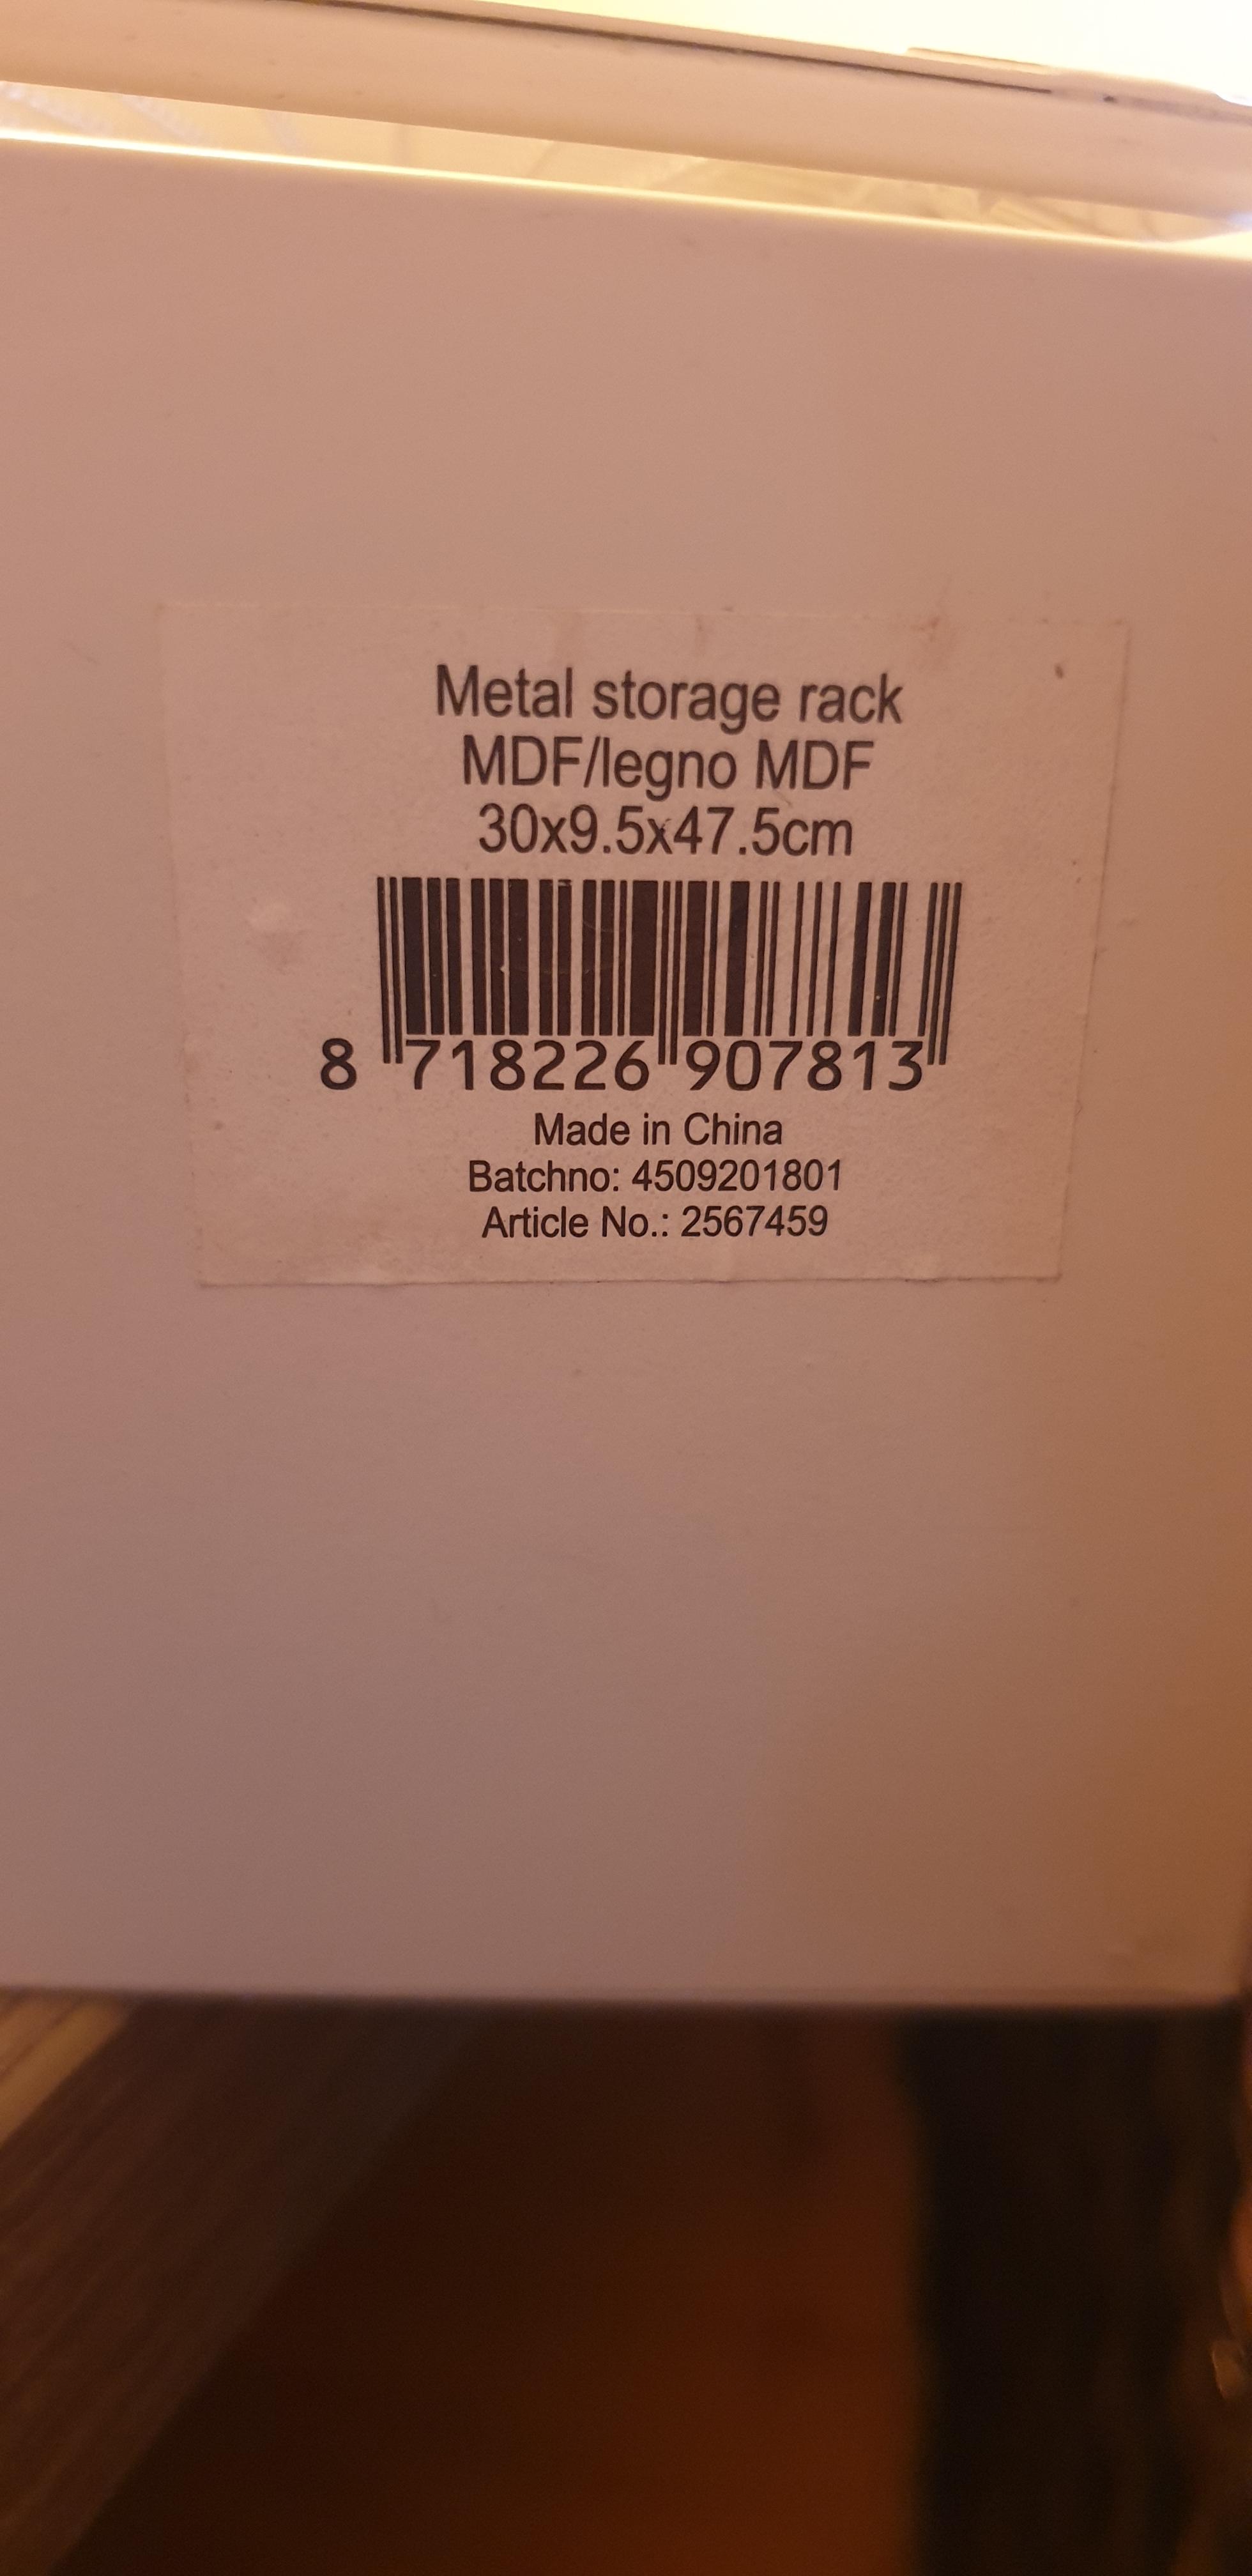 Metal storage rack
MDF/legno MDF
30x9.5x47.5cm
8 718226 907813
Made in China
Batchno: 4509201801
Article No.: 2567459